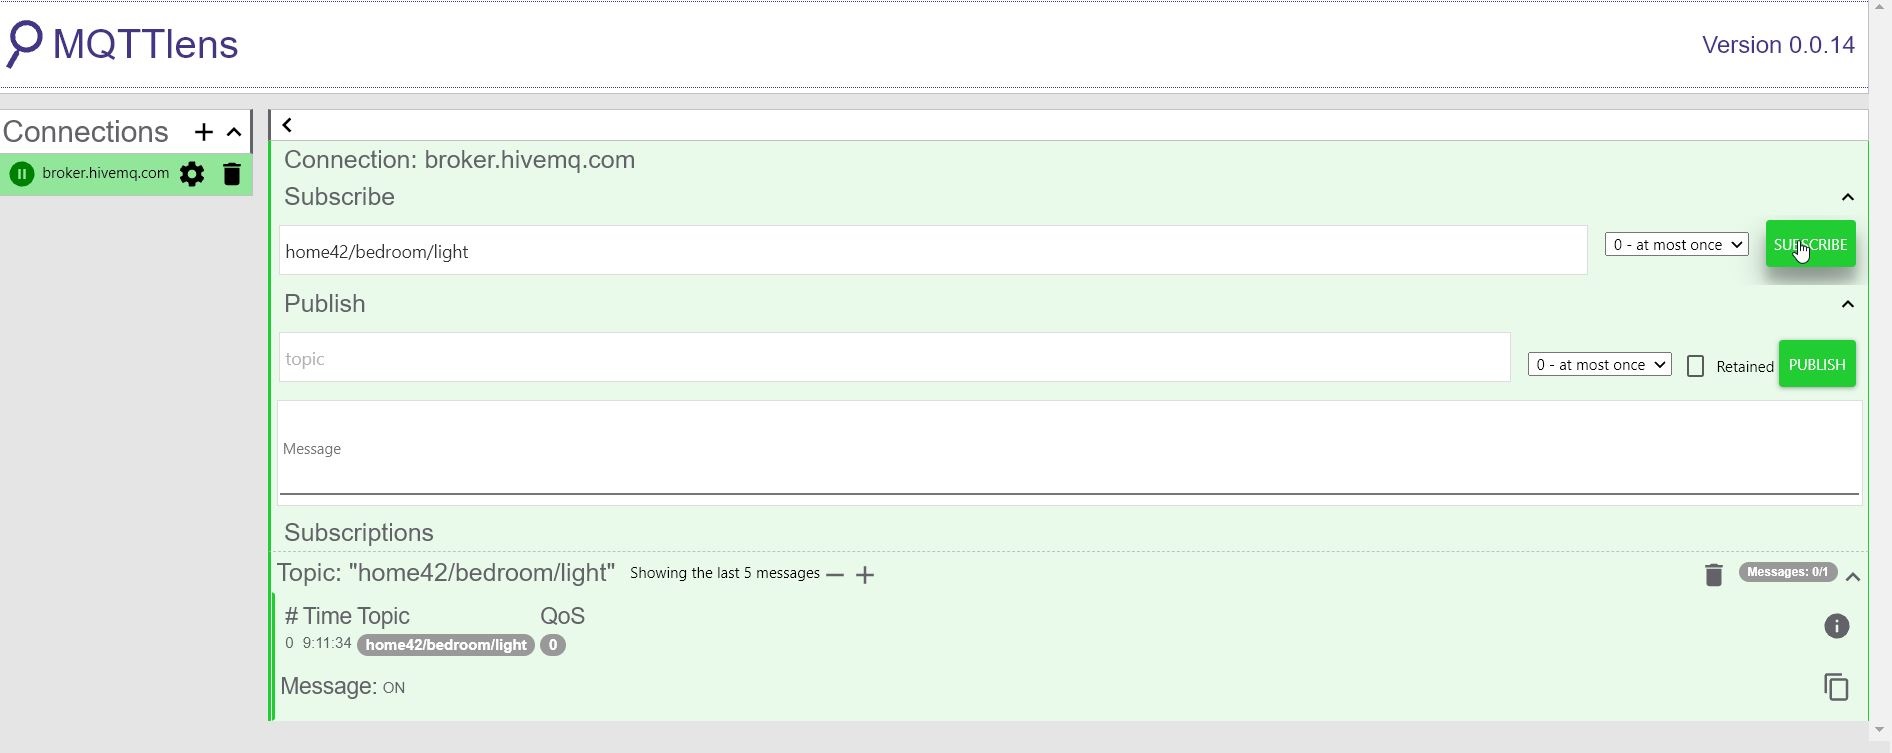 MQTTlens
Version 0.0.14
Connections
broker.hivemq.com
Connection: broker.hivemq.com
Subscribe
home42/bedroom/light
0 - at most once
SUBSCRIBE
Publish
topic
0 - at most once
Retained
PUBLISH
Message
Subscriptions
Topic: "home42/bedroom/light" Showing the last 5 messages
Messages: 0/1
# Time Topic QoS
0 9:11:34 home42/bedroom/light 0
Message: ON